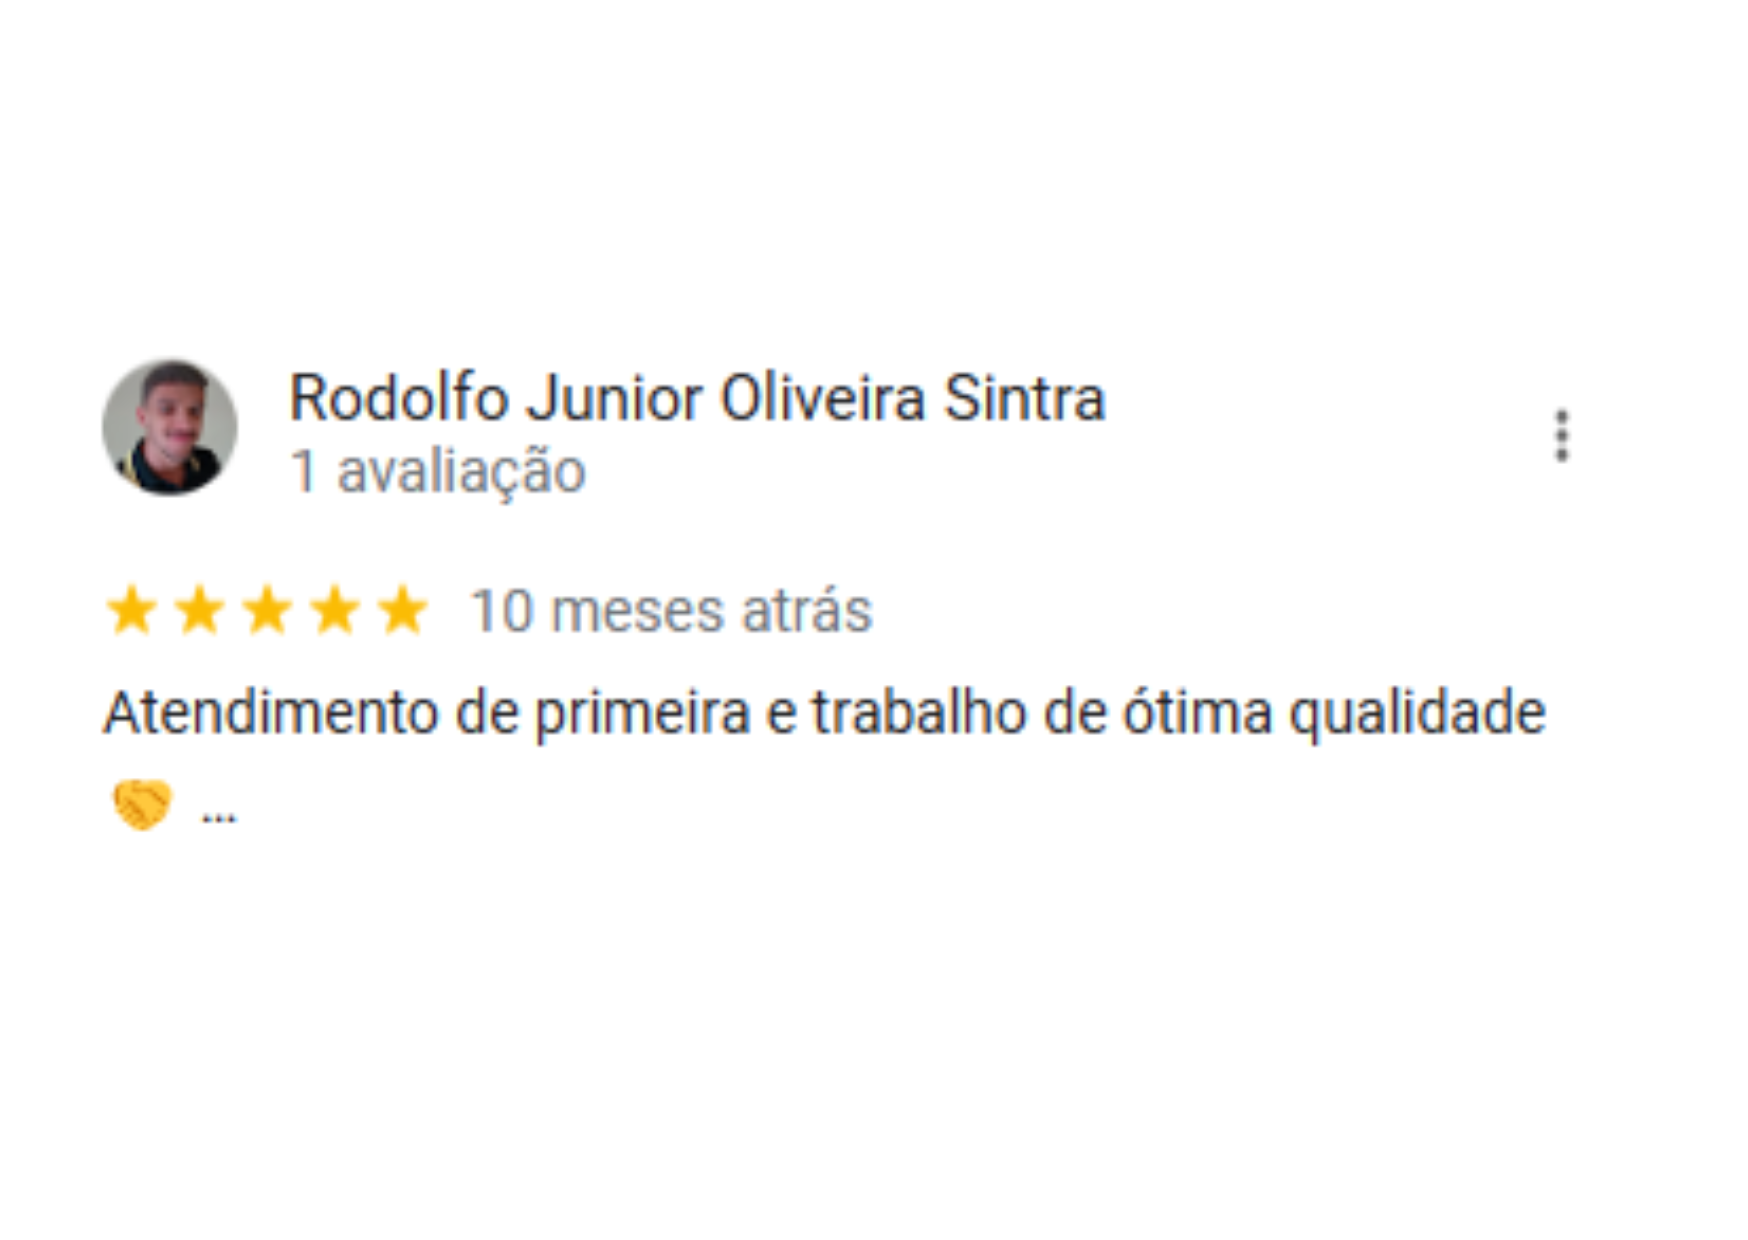 Rodolfo Junior Oliveira Sintra
1 avaliação
★★★★★ 10 meses atrás
Atendimento de primeira e trabalho de ótima qualidade
🤝 ...